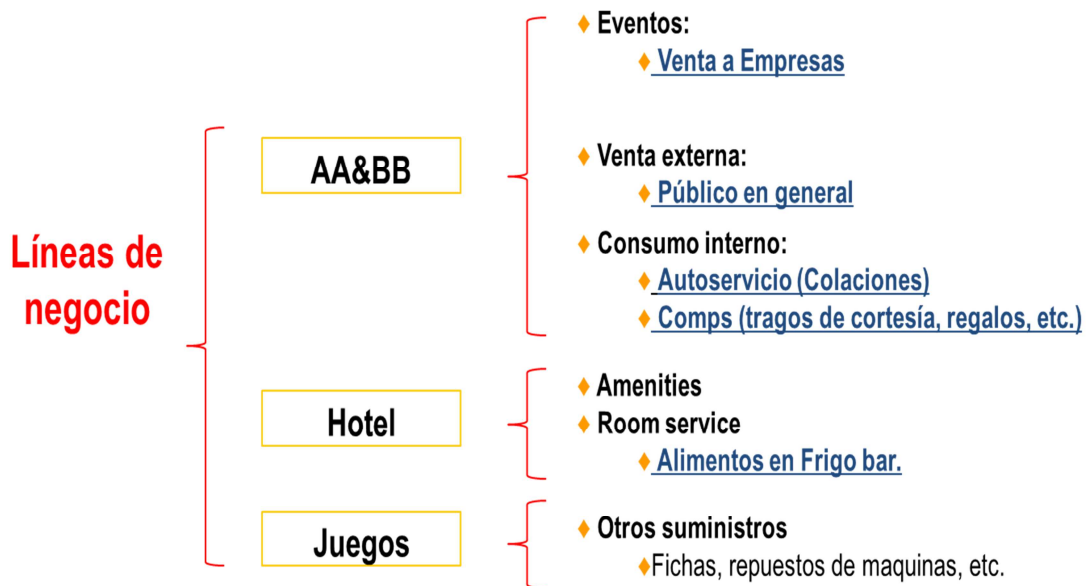 Líneas de
negocio
AA&BB
Eventos:
Venta a Empresas
Venta externa:
Público en general
Consumo interno:
Autoservicio (Colaciones)
Comps (tragos de cortesía, regalos, etc.)
Hotel
Amenities
Room service
Alimentos en Frigo bar.
Juegos
Otros suministros
Fichas, repuestos de maquinas, etc.